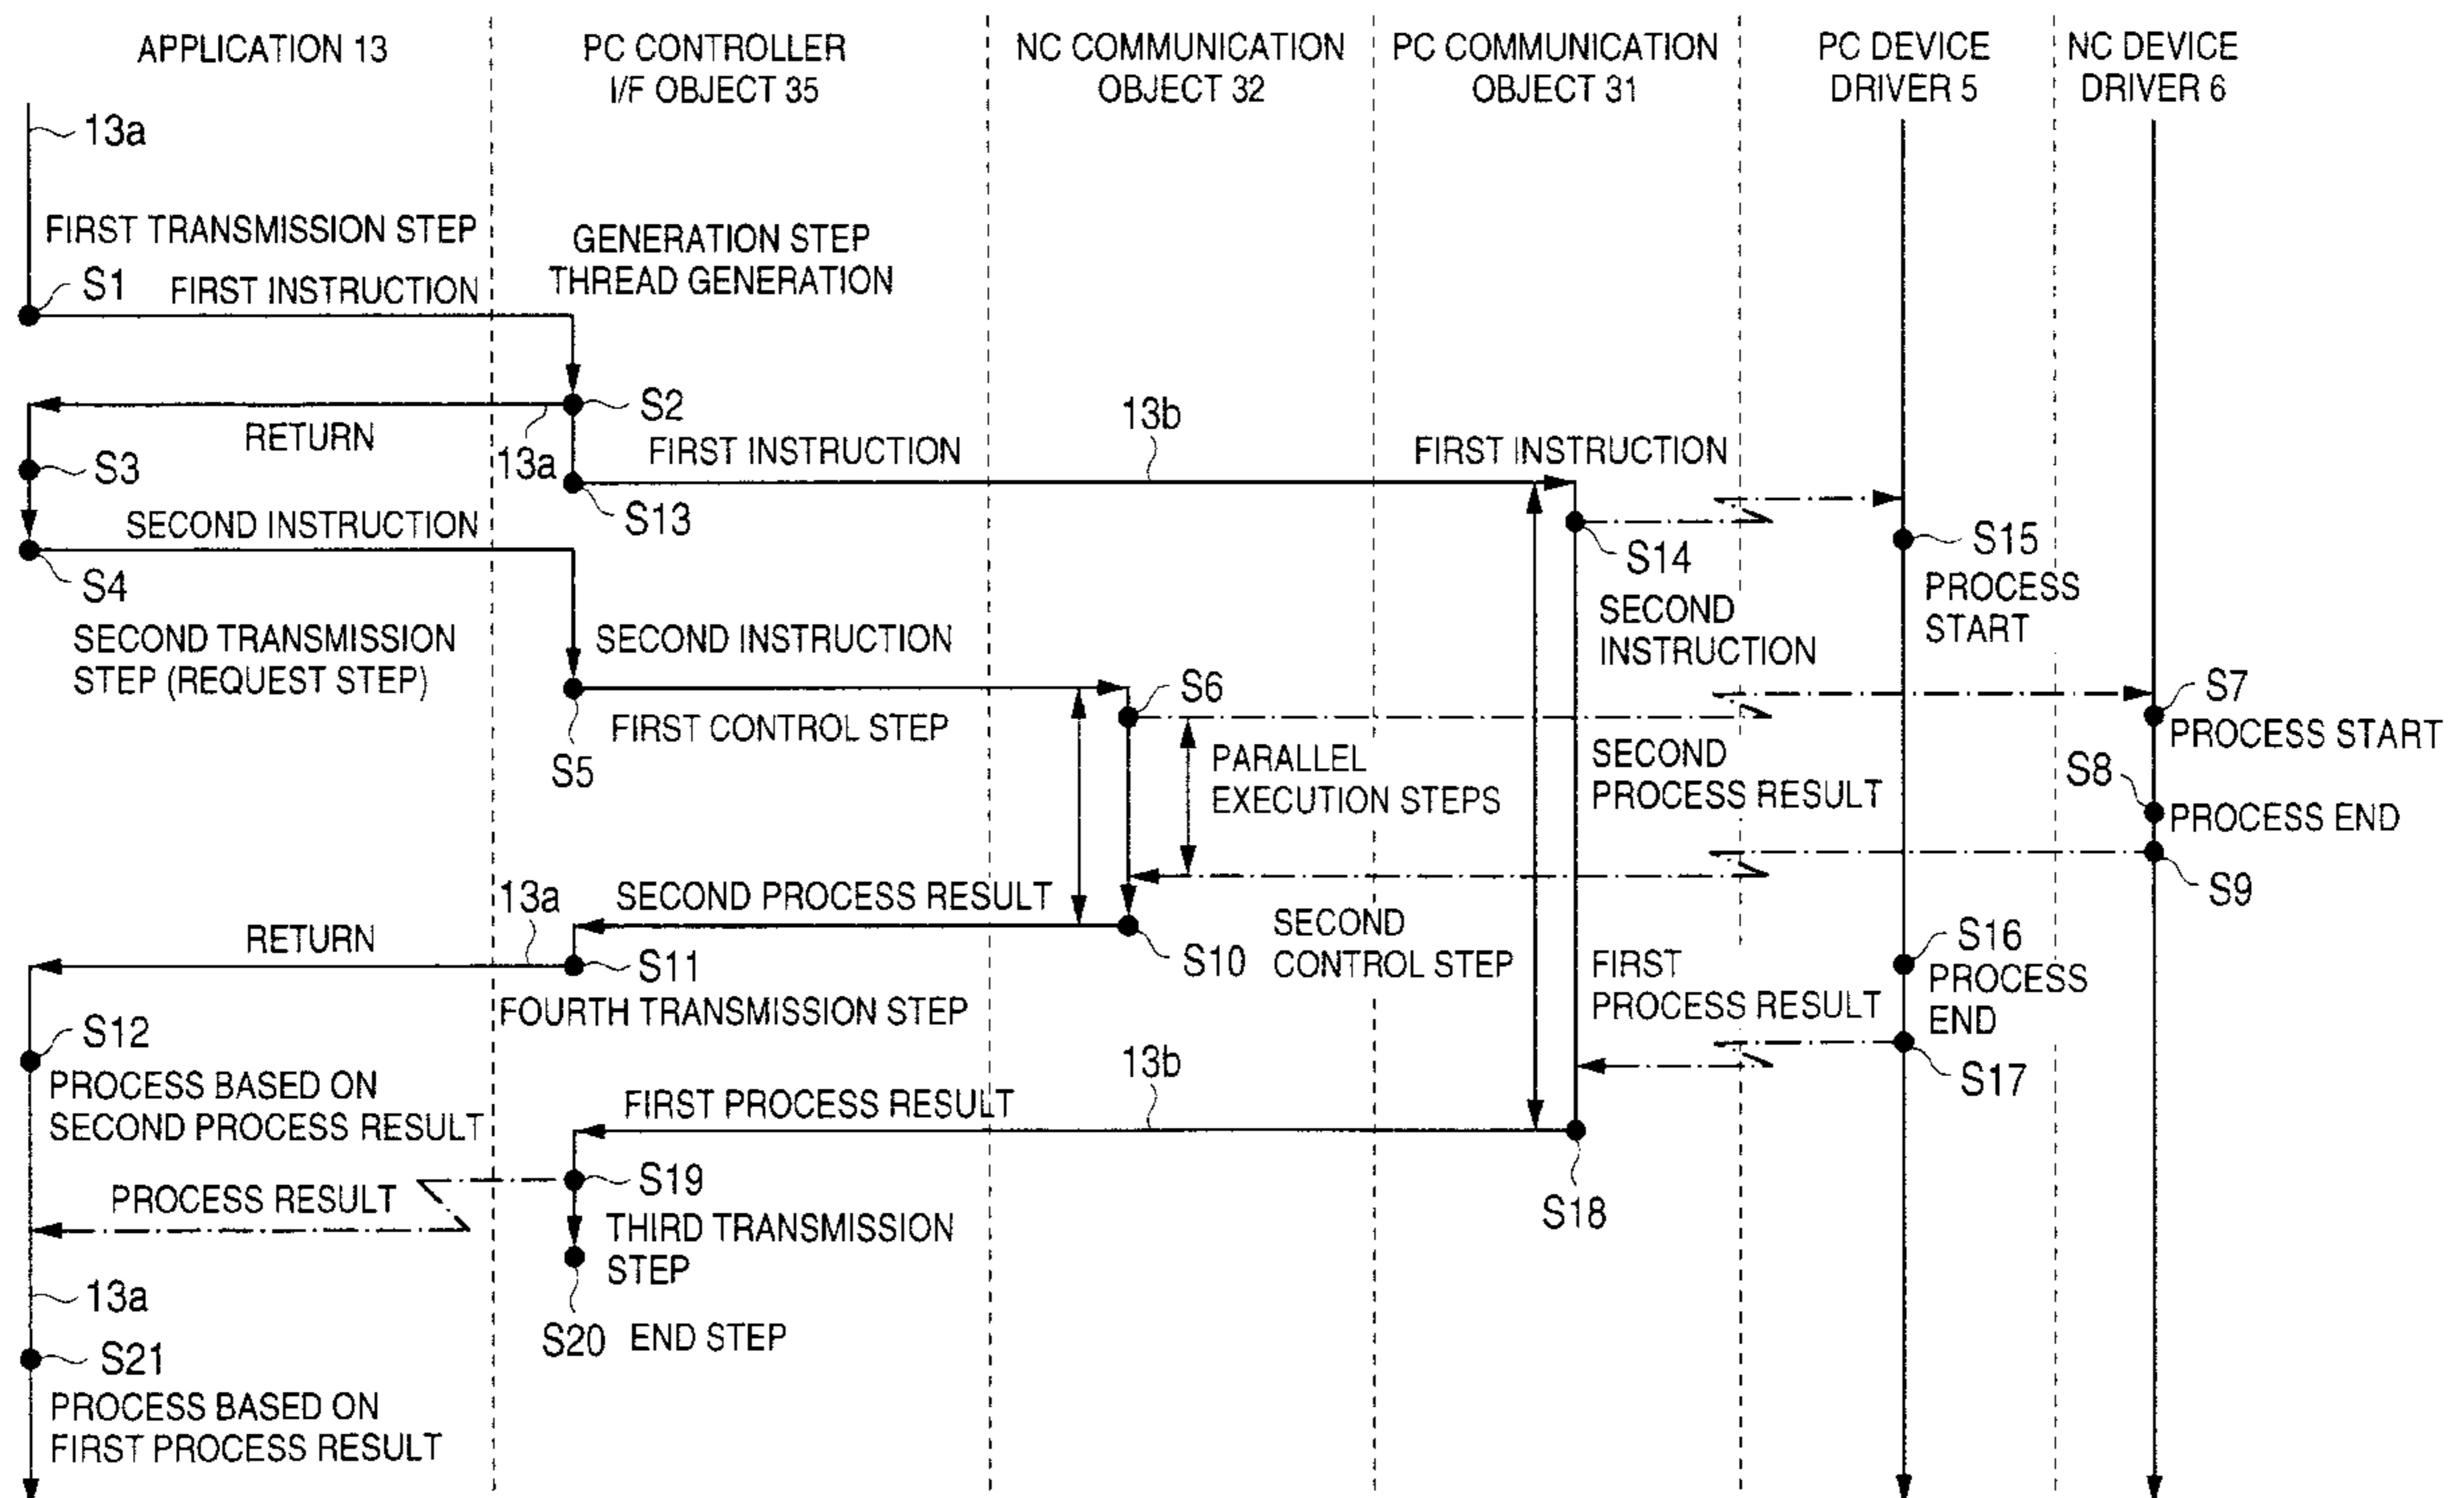 APPLICATION 13
PC CONTROLLER
I/F OBJECT 35
NC COMMUNICATION
OBJECT 32
PC COMMUNICATION
OBJECT 31
PC DEVICE
DRIVER 5
NC DEVICE
DRIVER 6
13a
FIRST TRANSMISSION STEP
GENERATION STEP
THREAD GENERATION
S1
FIRST INSTRUCTION
S2
RETURN
13a
S3
FIRST INSTRUCTION
13b
FIRST INSTRUCTION
S13
SECOND INSTRUCTION
S4
S14
S15
PROCESS
START
SECOND
INSTRUCTION
SECOND TRANSMISSION
STEP (REQUEST STEP)
SECOND INSTRUCTION
S6
S7
PROCESS START
FIRST CONTROL STEP
S5
PARALLEL
EXECUTION STEPS
SECOND
PROCESS RESULT
S8
PROCESS END
S9
13a
SECOND PROCESS RESULT
RETURN
S11
S10
SECOND
CONTROL STEP
FIRST
PROCESS RESULT
S16
PROCESS
END
FOURTH TRANSMISSION STEP
S12
PROCESS BASED ON
SECOND PROCESS RESULT
13b
S17
FIRST PROCESS RESULT
S19
PROCESS RESULT
S18
THIRD TRANSMISSION
STEP
13a
S20
END STEP
S21
PROCESS BASED ON
FIRST PROCESS RESULT